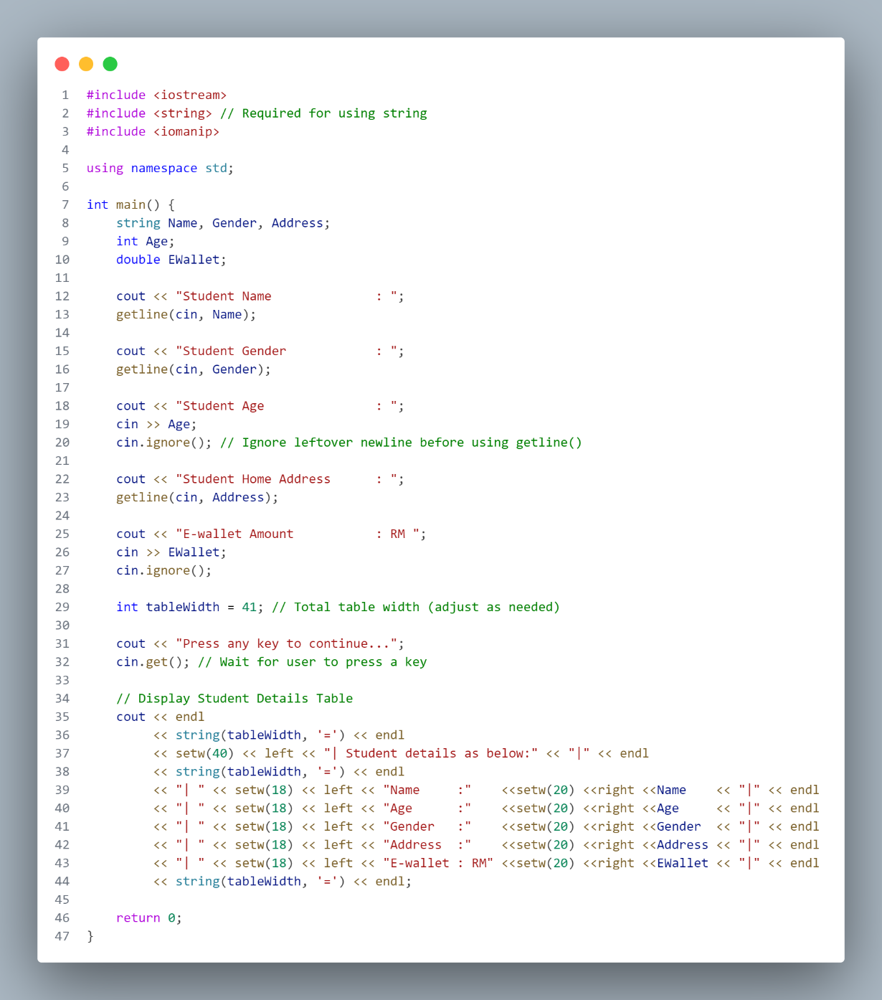 1 #include <iostream>
2 #include <string> // Required for using string
3 #include <iomanip>
4
5 using namespace std;
6
7 int main() {
8     string Name, Gender, Address;
9     int Age;
10     double EWallet;
11
12     cout << "Student Name              : ";
13     getline(cin, Name);
14
15     cout << "Student Gender            : ";
16     getline(cin, Gender);
17
18     cout << "Student Age               : ";
19     cin >> Age;
20     cin.ignore(); // Ignore leftover newline before using getline()
21
22     cout << "Student Home Address      : ";
23     getline(cin, Address);
24
25     cout << "E-wallet Amount           : RM ";
26     cin >> EWallet;
27     cin.ignore();
28
29     int tableWidth = 41; // Total table width (adjust as needed)
30
31     cout << "Press any key to continue...";
32     cin.get(); // Wait for user to press a key
33
34     // Display Student Details Table
35     cout << endl
36          << string(tableWidth, '=') << endl
37          << setw(40) << left << "| Student details as below:" << "|" << endl
38          << string(tableWidth, '=') << endl
39          << "| " << setw(18) << left << "Name     :"    <<setw(20) <<right <<Name    << "|" << endl
40          << "| " << setw(18) << left << "Age      :"    <<setw(20) <<right <<Age     << "|" << endl
41          << "| " << setw(18) << left << "Gender   :"    <<setw(20) <<right <<Gender  << "|" << endl
42          << "| " << setw(18) << left << "Address  :"    <<setw(20) <<right <<Address << "|" << endl
43          << "| " << setw(18) << left << "E-wallet : RM" <<setw(20) <<right <<EWallet << "|" << endl
44          << string(tableWidth, '=') << endl;
45
46     return 0;
47 }